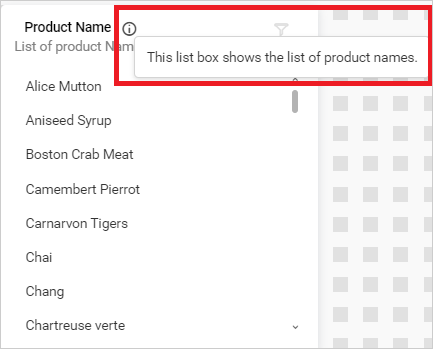 Product Name
List of product Nam
This list box shows the list of product names.
Alice Mutton
Aniseed Syrup
Boston Crab Meat
Camembert Pierrot
Carnarvon Tigers
Chai
Chang
Chartreuse verte